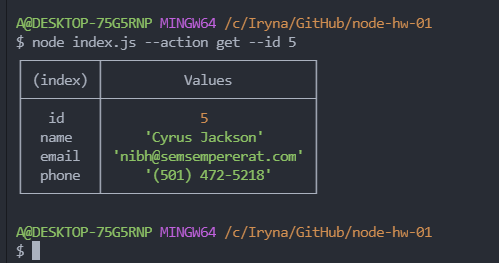 A@DESKTOP-75G5RNP MINGW64 /c/Iryna/GitHub/node-hw-01
$ node index.js --action get --id 5
(index) Values
id 5
name 'Cyrus Jackson'
email 'nibh@semsempererat.com'
phone '(501) 472-5218'
A@DESKTOP-75G5RNP MINGW64 /c/Iryna/GitHub/node-hw-01
$